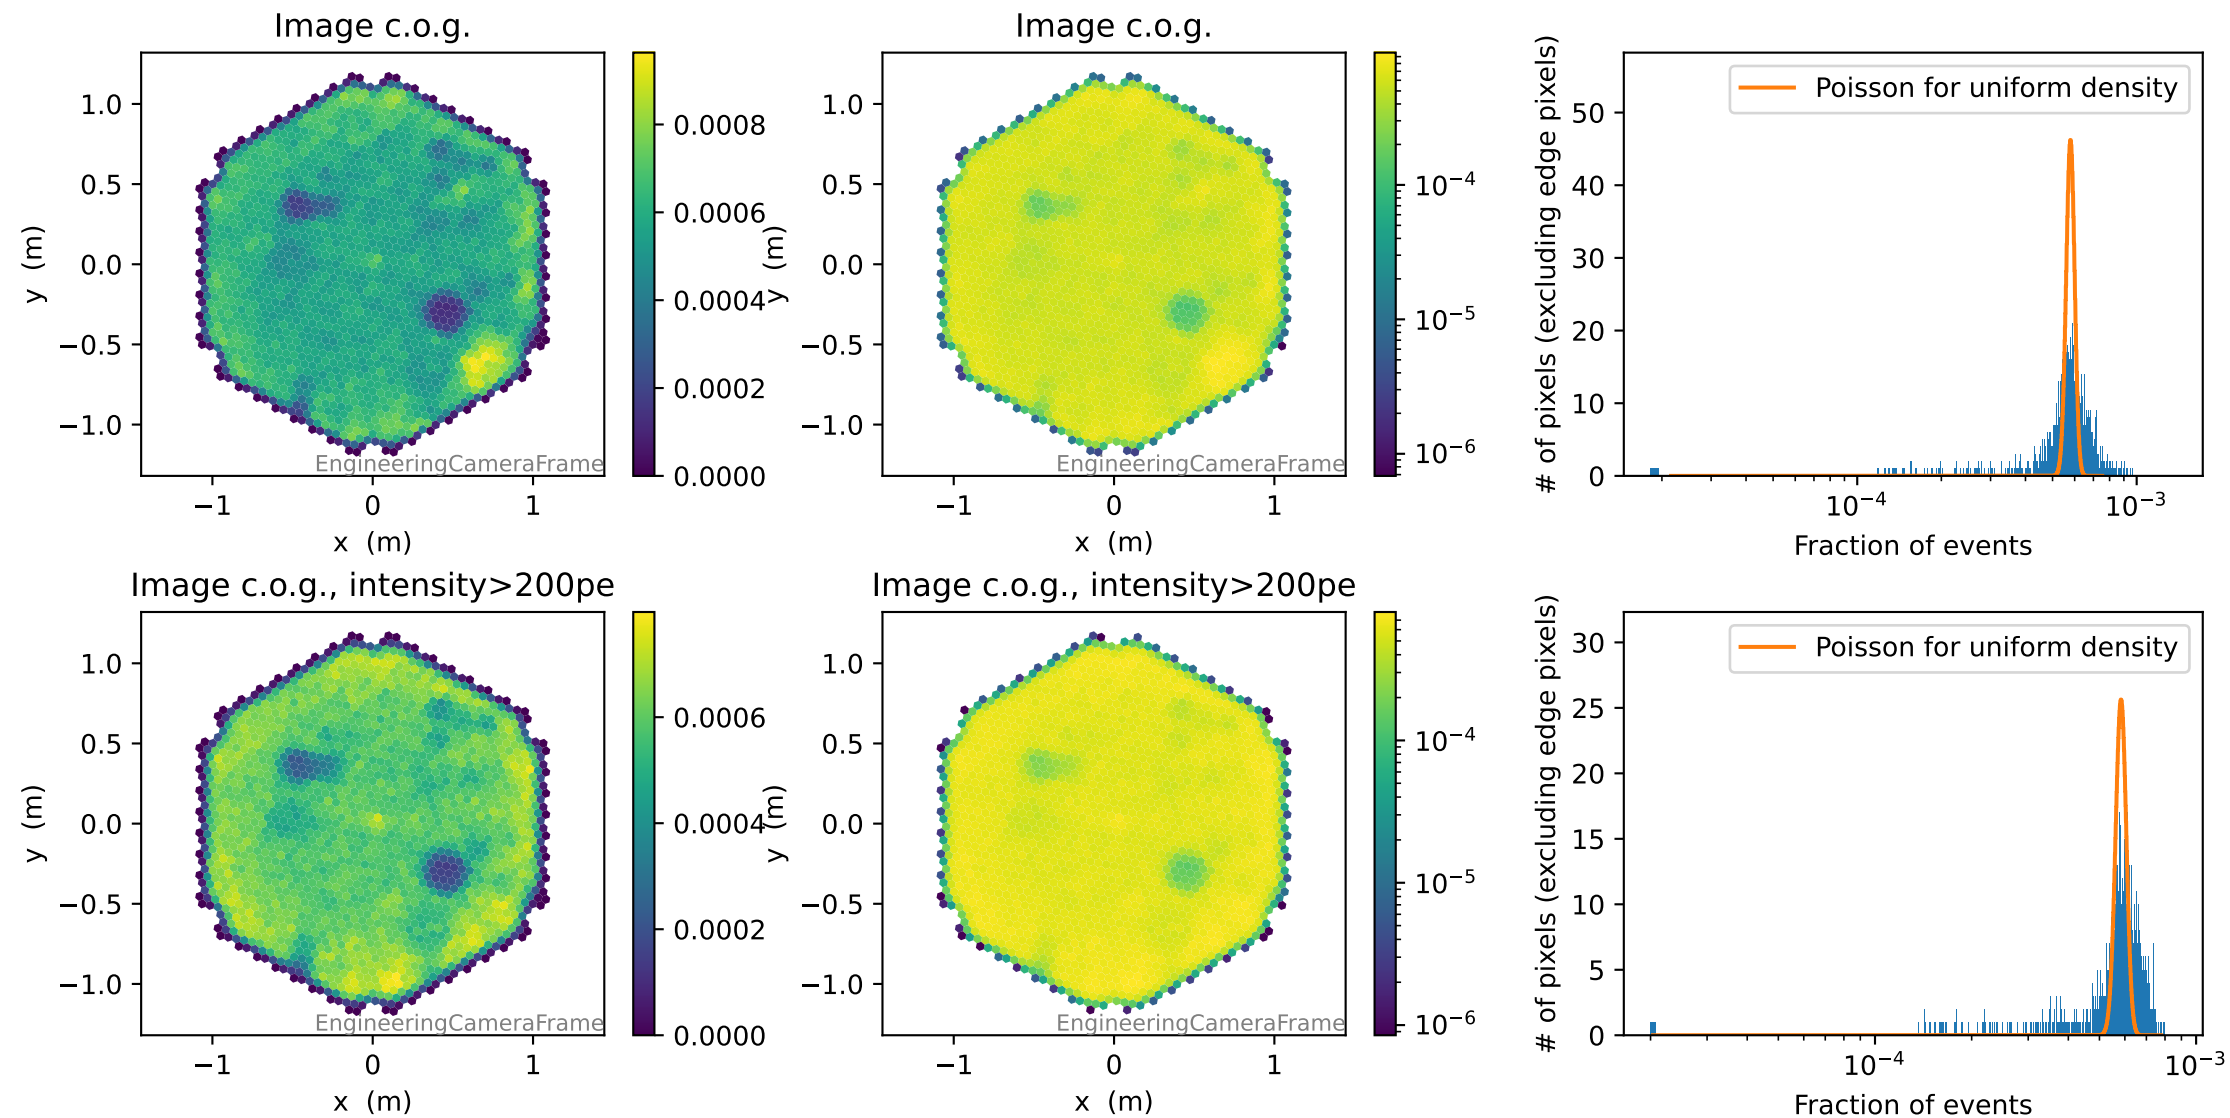 Image c.o.g.
1.0
0.5
0.0
−0.5
−1.0
y (m)
EngineeringCameraFrame
−1
0
1
x (m)
0.0008
0.0006
0.0004
0.0002
0.0000
Image c.o.g.
1.0
0.5
0.0
−0.5
−1.0
y (m)
EngineeringCameraFrame
−1
0
1
x (m)
10−4
10−5
10−6
Poisson for uniform density
# of pixels (excluding edge pixels)
50
40
30
20
10
0
10−4
10−3
Fraction of events
Image c.o.g., intensity>200pe
1.0
0.5
0.0
−0.5
−1.0
y (m)
EngineeringCameraFrame
−1
0
1
x (m)
0.0006
0.0004
0.0002
0.0000
Image c.o.g., intensity>200pe
1.0
0.5
0.0
−0.5
−1.0
y (m)
EngineeringCameraFrame
−1
0
1
x (m)
10−4
10−5
10−6
Poisson for uniform density
# of pixels (excluding edge pixels)
30
25
20
15
10
5
0
10−4
10−3
Fraction of events